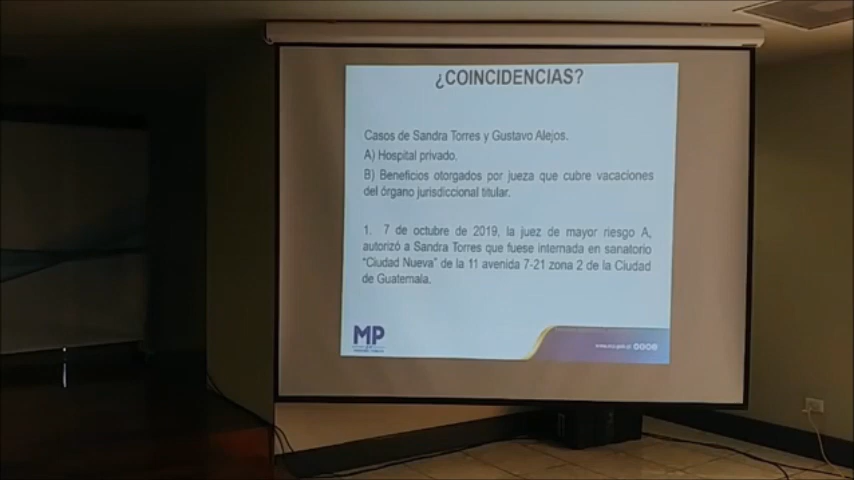 ¿COINCIDENCIAS?
Casos de Sandra Torres y Gustavo Alejos.
A) Hospital privado.
B) Beneficios otorgados por jueza que cubre vacaciones
del órgano jurisdiccional titular.
1. 7 de octubre de 2019, la juez de mayor riesgo A,
autorizó a Sandra Torres que fuese internada en sanatorio
“Ciudad Nueva” de la 11 avenida 7-21 zona 2 de la Ciudad
de Guatemala.
MP
www.mp.gob.gt